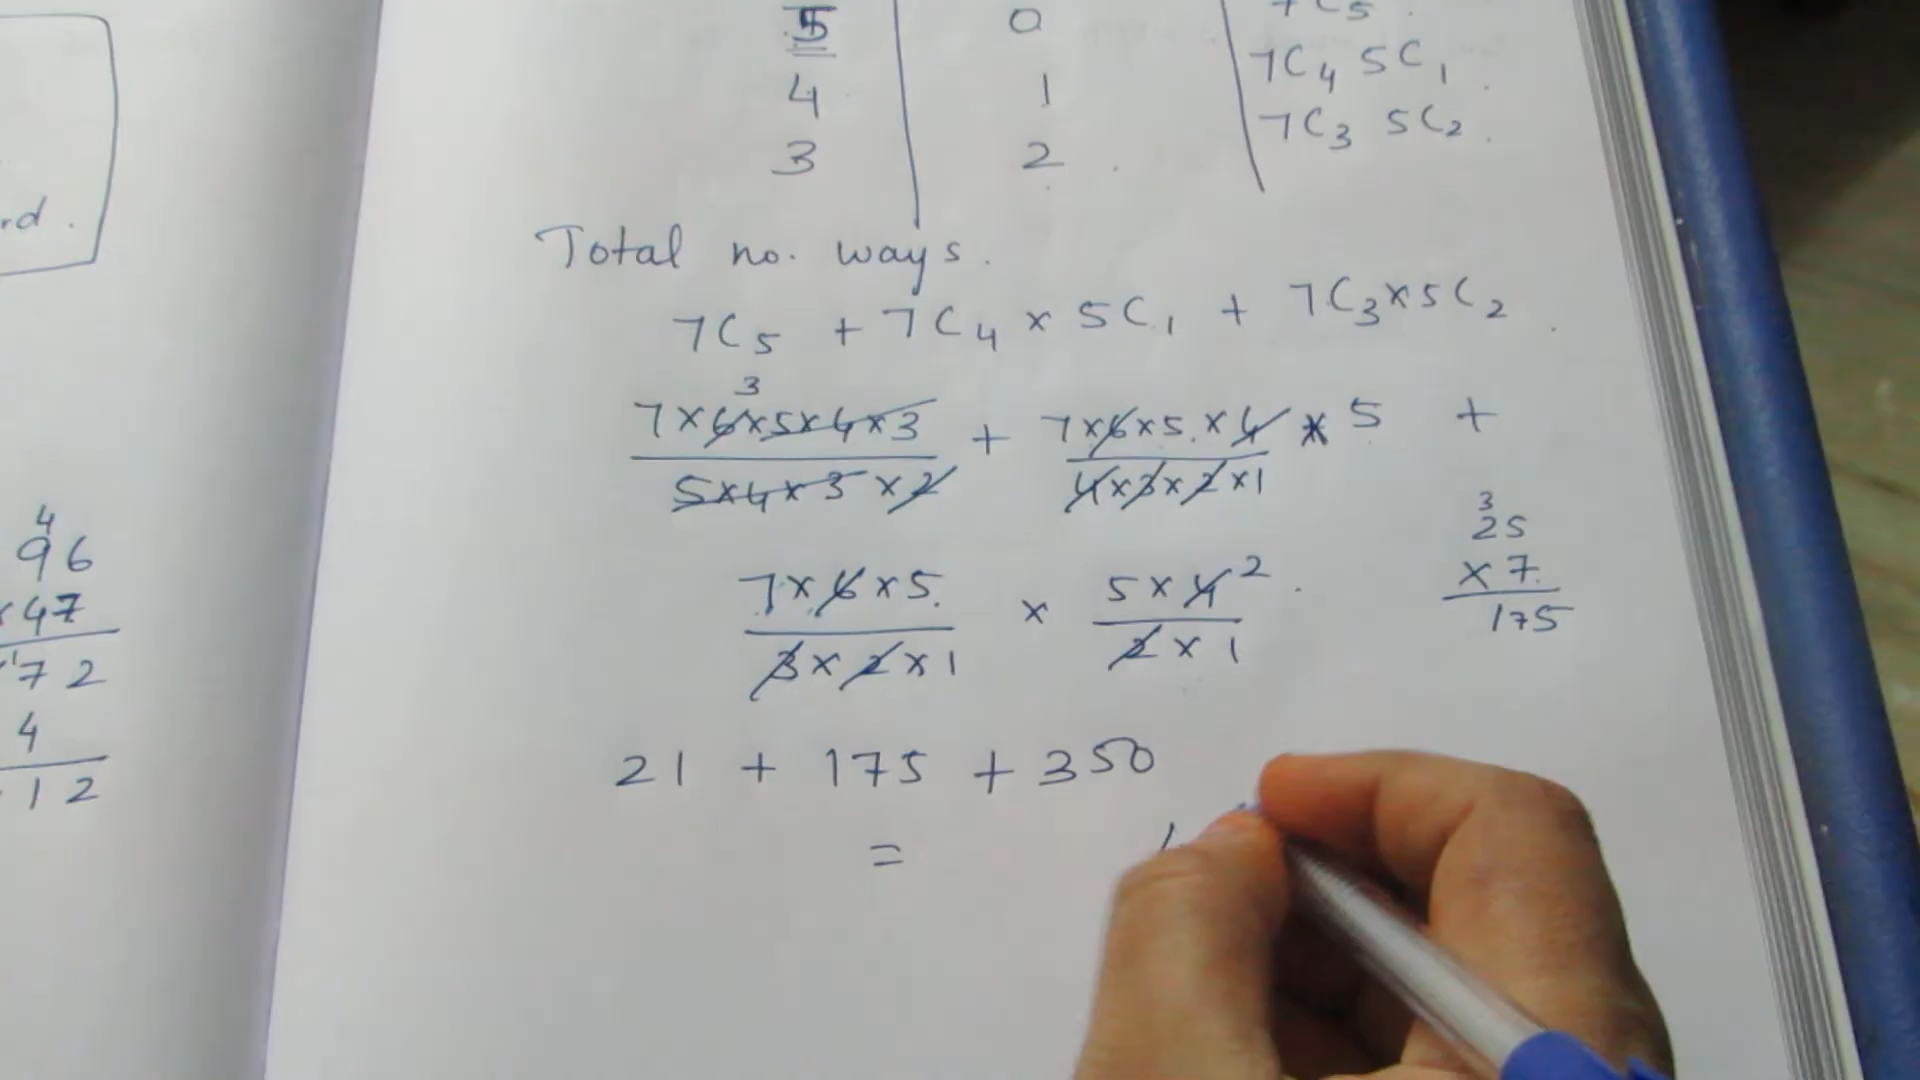 5 0 7C5.
4 1 7C4 5C1.
3 2. 7C3 5C2.
rd.
Total no. ways.
7C5 + 7C4 × 5C1 + 7C3×5C2.
3
7×6×5×4×3 + 7×6×5×4 × 5 +
5×4×3×2 4×3×2×1
7×6×5 × 5×4 2.
3×2×1 2×1
3
25
×7
175
4
96
×47
72
4
12
21 + 175 + 350
=